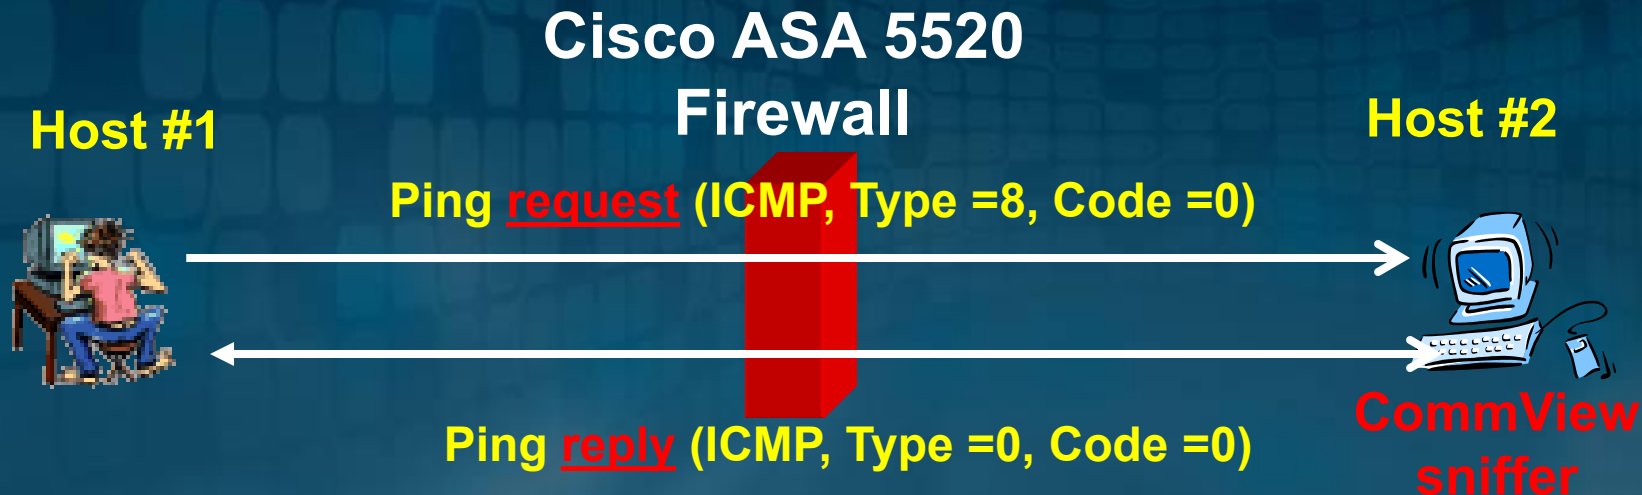 Cisco ASA 5520
Firewall
Host #1
Host #2
Ping request (ICMP, Type =8, Code =0)
Ping reply (ICMP, Type =0, Code =0)
CommView
sniffer